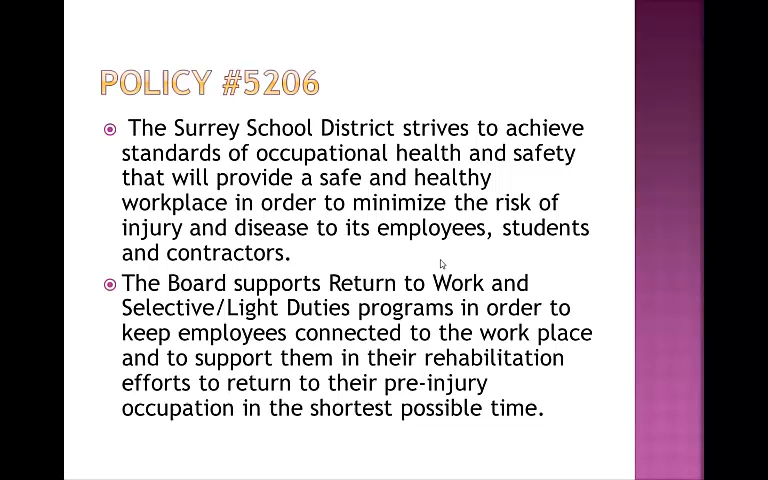 POLICY #5206
The Surrey School District strives to achieve
standards of occupational health and safety
that will provide a safe and healthy
workplace in order to minimize the risk of
injury and disease to its employees, students
and contractors.
The Board supports Return to Work and
Selective/Light Duties programs in order to
keep employees connected to the work place
and to support them in their rehabilitation
efforts to return to their pre-injury
occupation in the shortest possible time.